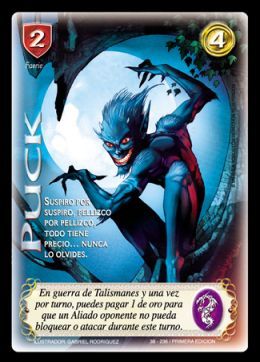 2
4
Faerie
PUCK
SUSPIRO POR
SUSPIRO, PELLIZCO
POR PELLIZCO,
TODO TIENE
PRECIO... NUNCA
LO OLVIDES.
En guerra de Talismanes y una vez
por turno, puedes pagar 1 de oro para
que un Aliado oponente no pueda
bloquear o atacar durante este turno.
ILUSTRADOR: GABRIEL RODRIGUEZ
38 - 236 / PRIMERA EDICION